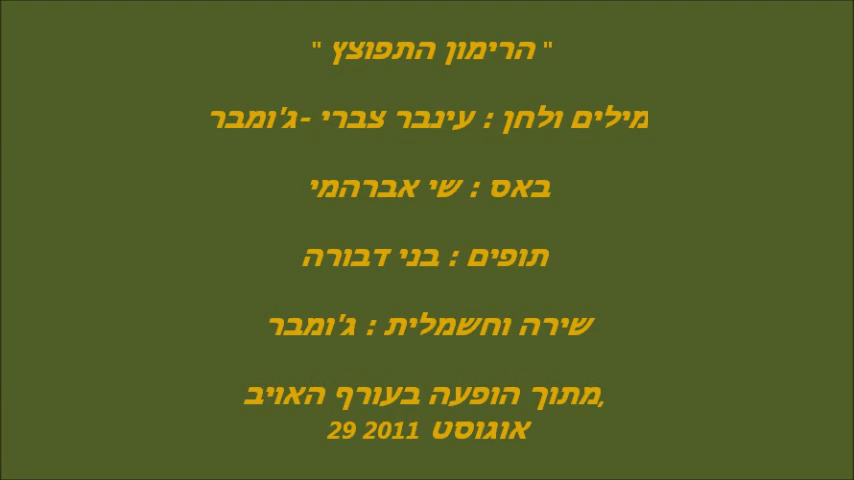 " הרימון התפוצץ "
מילים ולחן : עינבר צברי -ג'ומבר
באס : שי אברהמי
תופים : בני דבורה
שירה וחשמלית : ג'ומבר
מתוך הופעה בעורף האויב,
אוגוסט 2011 29